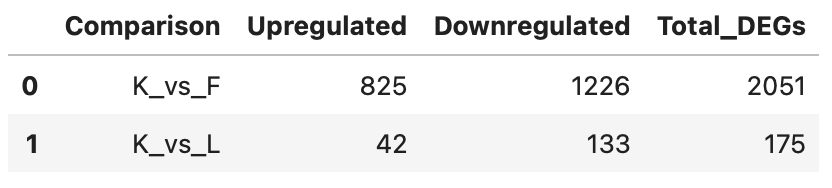 Comparison Upregulated Downregulated Total_DEGs
0 K_vs_F 825 1226 2051
1 K_vs_L 42 133 175